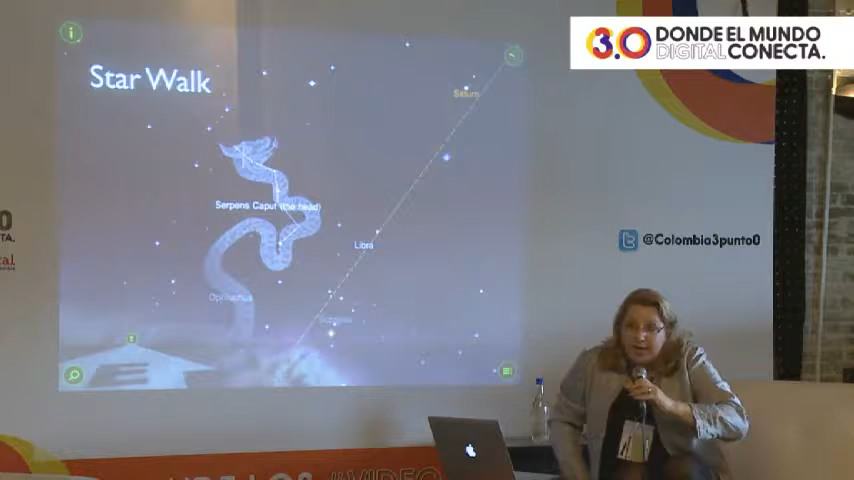 3.0 DONDE EL MUNDO
DIGITAL CONECTA.
i
Star Walk
Saturn
Serpens Caput (the head)
Libra
Ophiuchus
@Colombia3punto0